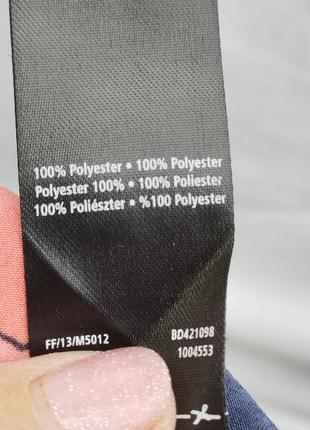 100% Polyester • 100% Polyester
Polyester 100% • 100% Poliester
100% Poliészter • %100 Polyester
FF/13/M5012 BD421098
1004553